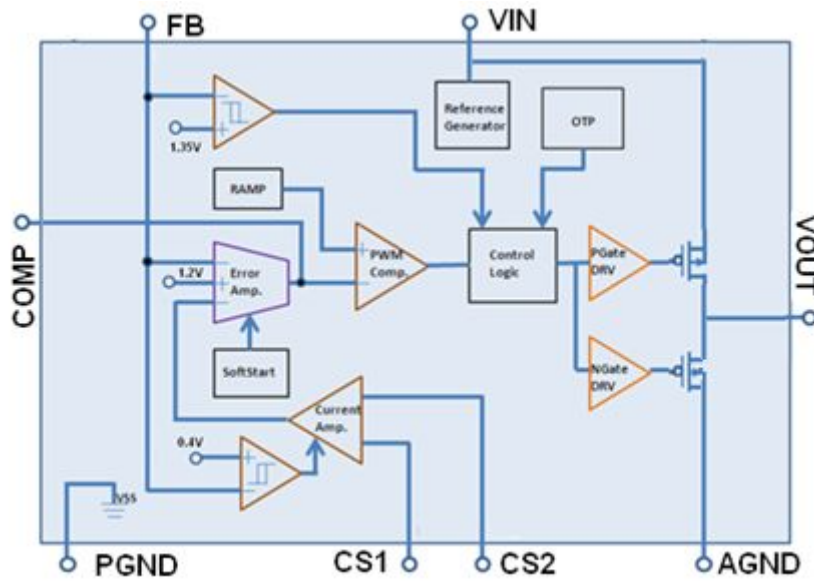 FB
VIN
Reference
Generator
OTP
1.35V
RAMP
COMP
VOUT
1.2V
Error
Amp.
PWM
Comp.
Control
Logic
PGate
DRV
SoftStart
NGate
DRV
Current
Amp.
0.4V
VSS
PGND
CS1
CS2
AGND